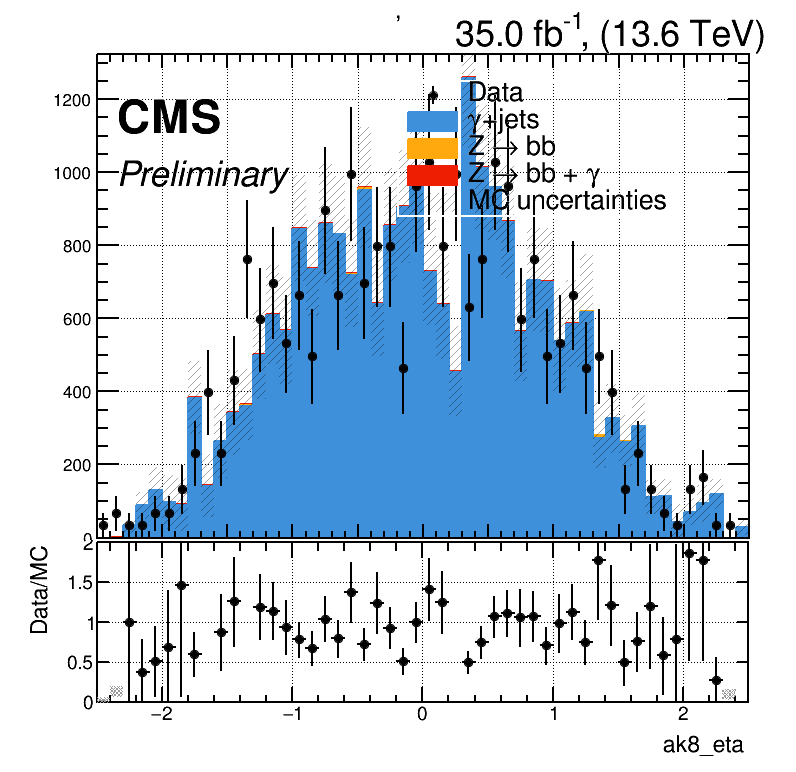 ,
35.0 fb⁻¹, (13.6 TeV)
CMS
Preliminary
Data
γ+jets
Z → bb
Z → bb + γ
MC uncertainties
1200
1000
800
600
400
200
0
Data/MC
2
1.5
1
0.5
0
−2 −1 0 1 2
ak8_eta